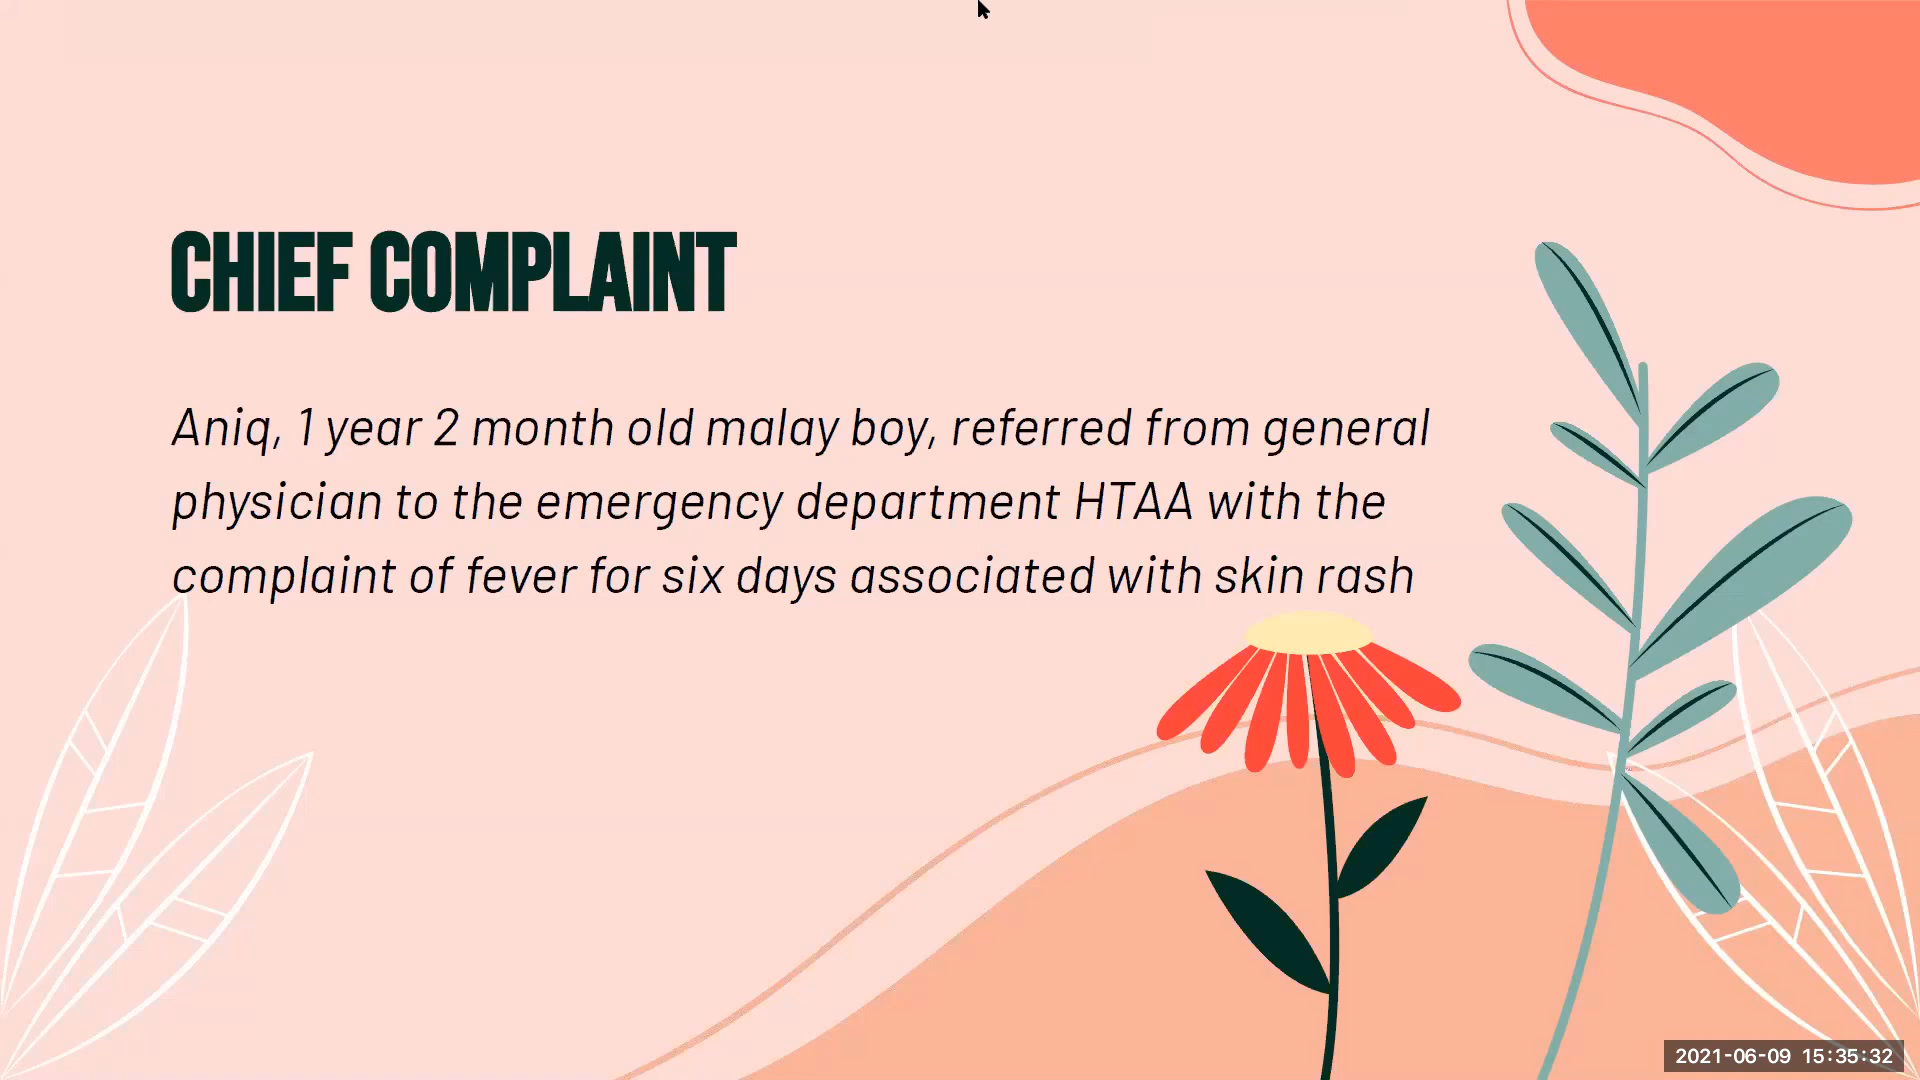 CHIEF COMPLAINT
Aniq, 1 year 2 month old malay boy, referred from general
physician to the emergency department HTAA with the
complaint of fever for six days associated with skin rash
2021-06-09 15:35:32